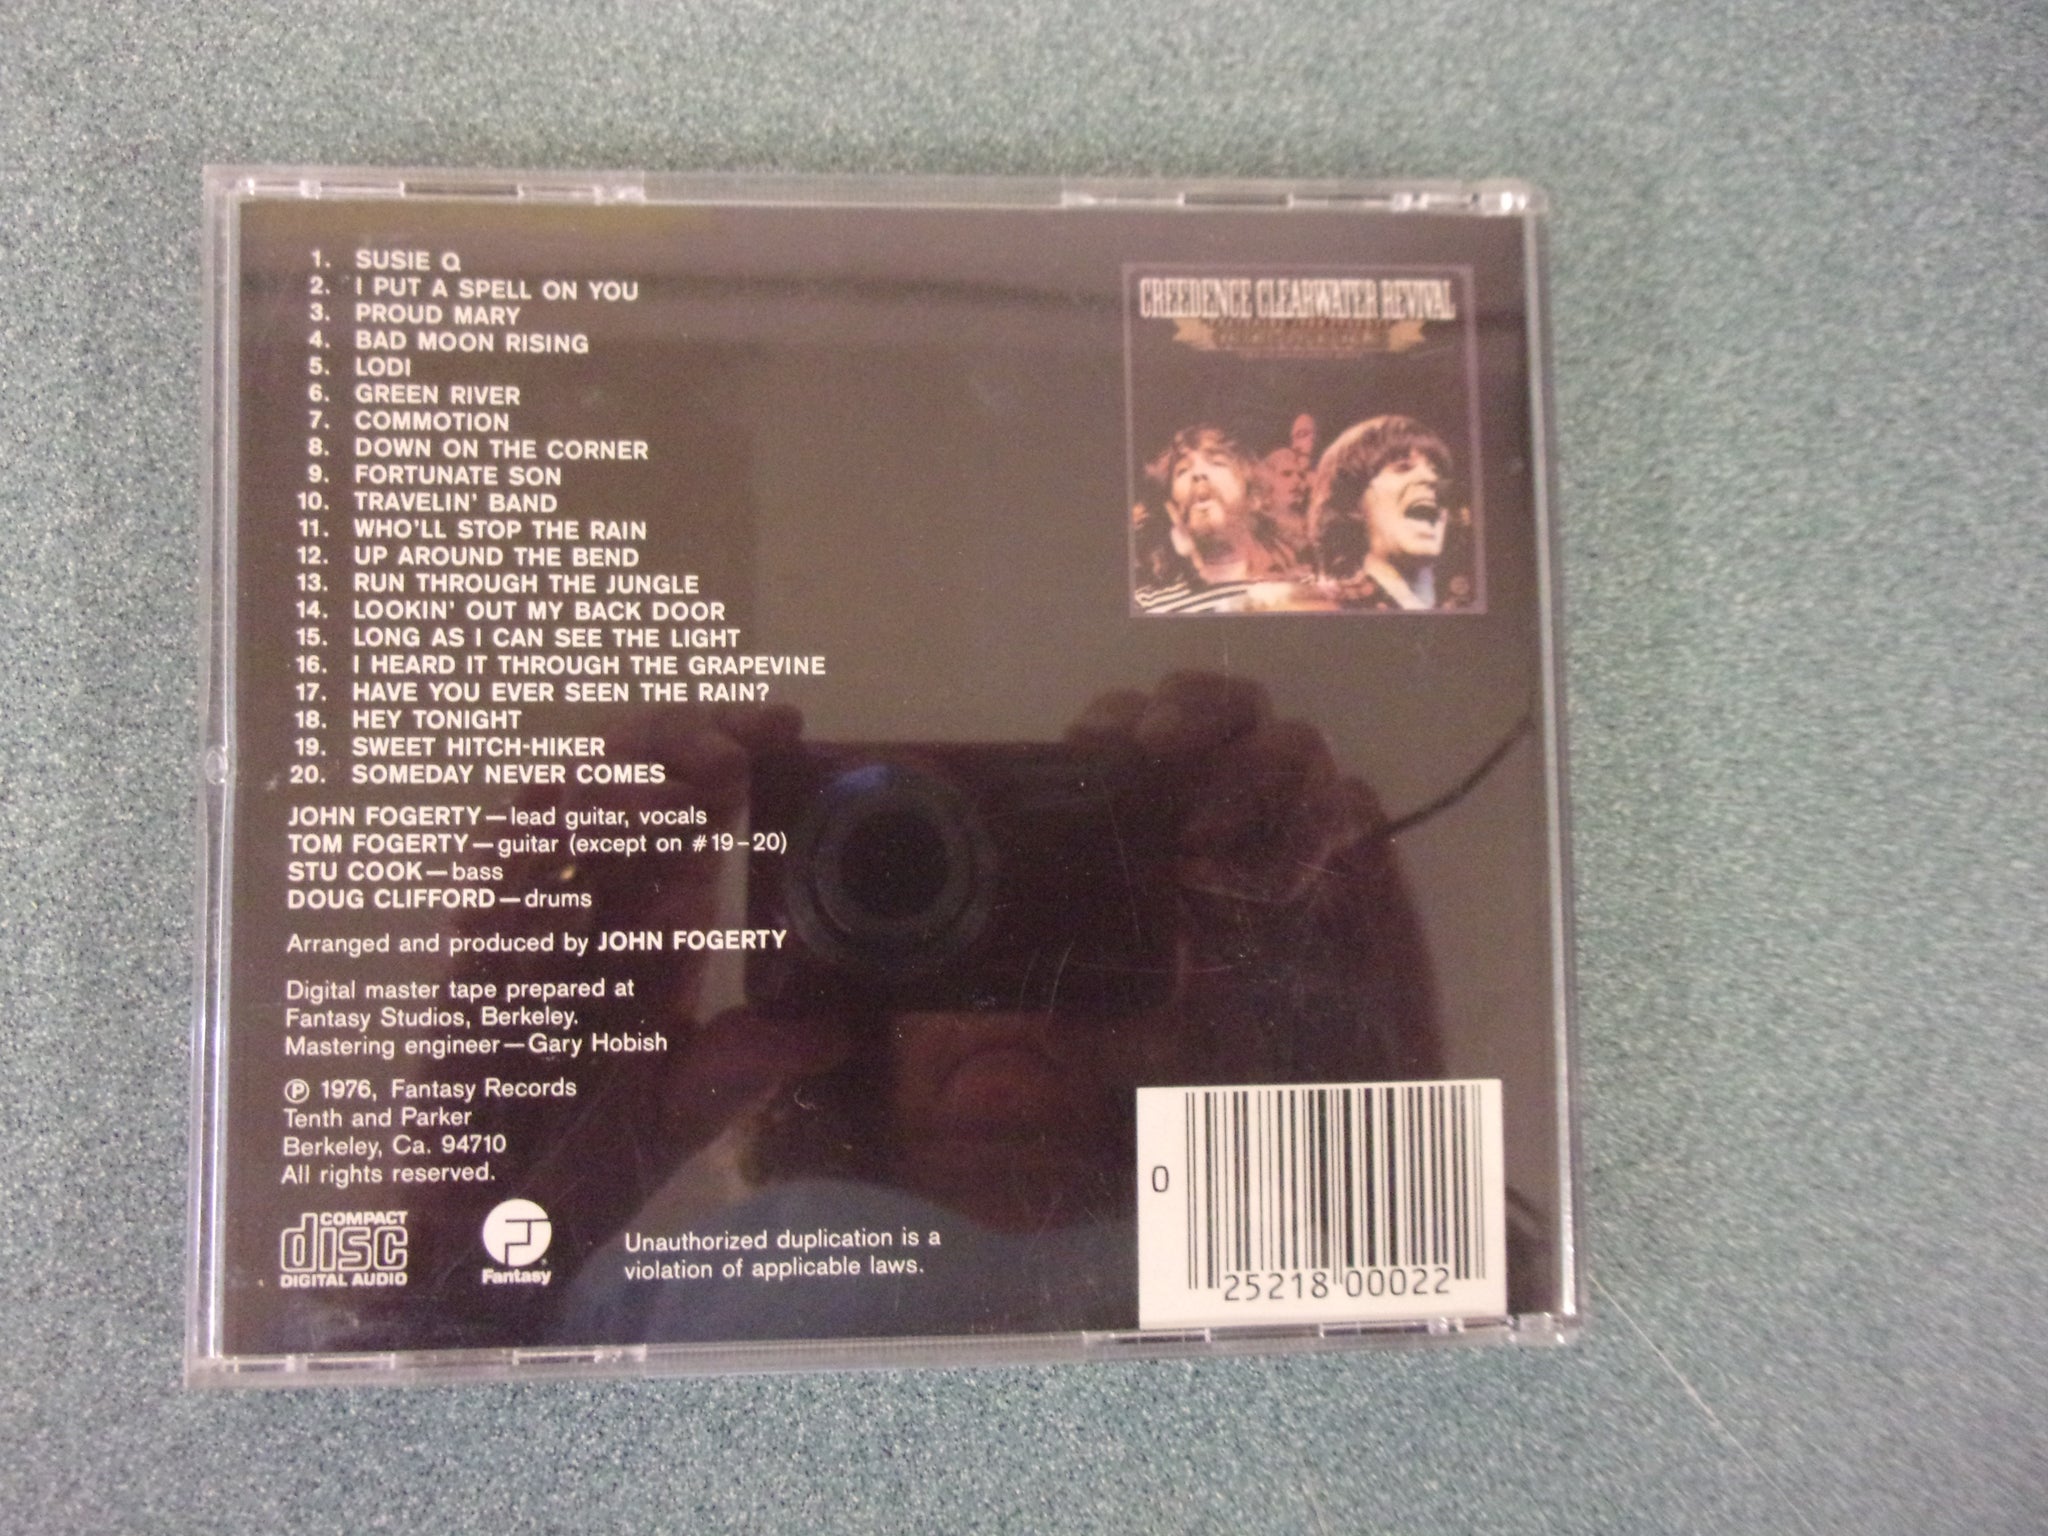 1. SUSIE Q
2. I PUT A SPELL ON YOU
3. PROUD MARY
4. BAD MOON RISING
5. LODI
6. GREEN RIVER
7. COMMOTION
8. DOWN ON THE CORNER
9. FORTUNATE SON
10. TRAVELIN' BAND
11. WHO'LL STOP THE RAIN
12. UP AROUND THE BEND
13. RUN THROUGH THE JUNGLE
14. LOOKIN' OUT MY BACK DOOR
15. LONG AS I CAN SEE THE LIGHT
16. I HEARD IT THROUGH THE GRAPEVINE
17. HAVE YOU EVER SEEN THE RAIN?
18. HEY TONIGHT
19. SWEET HITCH-HIKER
20. SOMEDAY NEVER COMES
JOHN FOGERTY—lead guitar, vocals
TOM FOGERTY—guitar (except on #19–20)
STU COOK—bass
DOUG CLIFFORD—drums
Arranged and produced by JOHN FOGERTY
Digital master tape prepared at
Fantasy Studios, Berkeley.
Mastering engineer—Gary Hobish
℗ 1976, Fantasy Records
Tenth and Parker
Berkeley, Ca. 94710
All rights reserved.
COMPACT
disc
DIGITAL AUDIO
Fantasy
Unauthorized duplication is a
violation of applicable laws.
CREEDENCE CLEARWATER REVIVAL
0 25218 00022